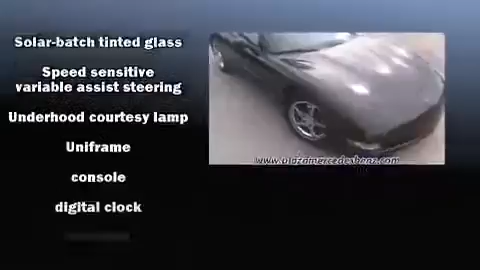 Solar-batch tinted glass
Speed sensitive
variable assist steering
Underhood courtesy lamp
Uniframe
console
digital clock
www.plazamercedesbenz.com